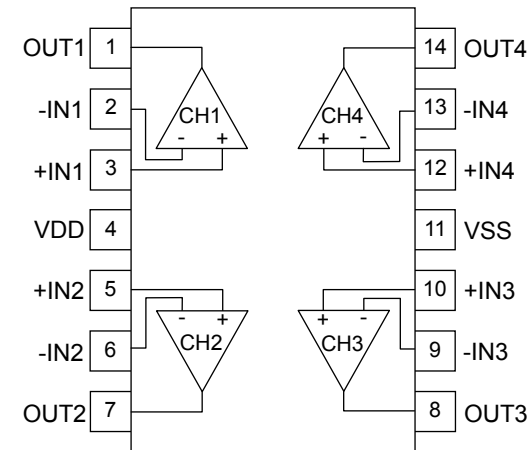 OUT1 1 14 OUT4
-IN1 2 CH1 CH4 13 -IN4
- + + -
+IN1 3 12 +IN4
VDD 4 11 VSS
+IN2 5 10 +IN3
- + + -
-IN2 6 CH2 CH3 9 -IN3
OUT2 7 8 OUT3